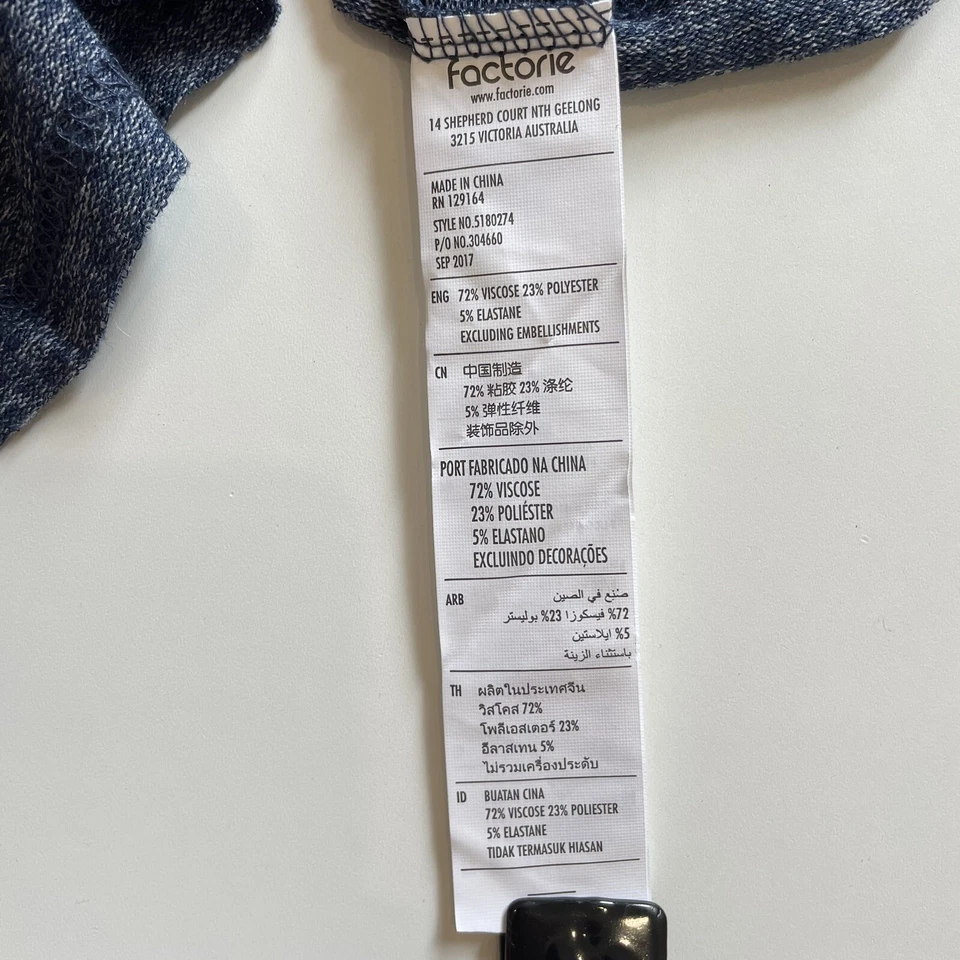 factorie
www.factorie.com
14 SHEPHERD COURT NTH GEELONG
3215 VICTORIA AUSTRALIA
MADE IN CHINA
RN 129164
STYLE NO.5180274
P/O NO.304660
SEP 2017
ENG 72% VISCOSE 23% POLYESTER
5% ELASTANE
EXCLUDING EMBELLISHMENTS
CN 中国制造
72% 粘胶 23% 涤纶
5% 弹性纤维
装饰品除外
PORT FABRICADO NA CHINA
72% VISCOSE
23% POLIÉSTER
5% ELASTANO
EXCLUINDO DECORAÇÕES
ARB صنع في الصين
72% فيسكوزا 23% بوليستر
5% ايلاستين
باستثناء الزينة
TH ผลิตในประเทศจีน
วิสโคส 72%
โพลีเอสเตอร์ 23%
อีลาสเทน 5%
ไม่รวมเครื่องประดับ
ID BUATAN CINA
72% VISCOSE 23% POLIESTER
5% ELASTANE
TIDAK TERMASUK HIASAN